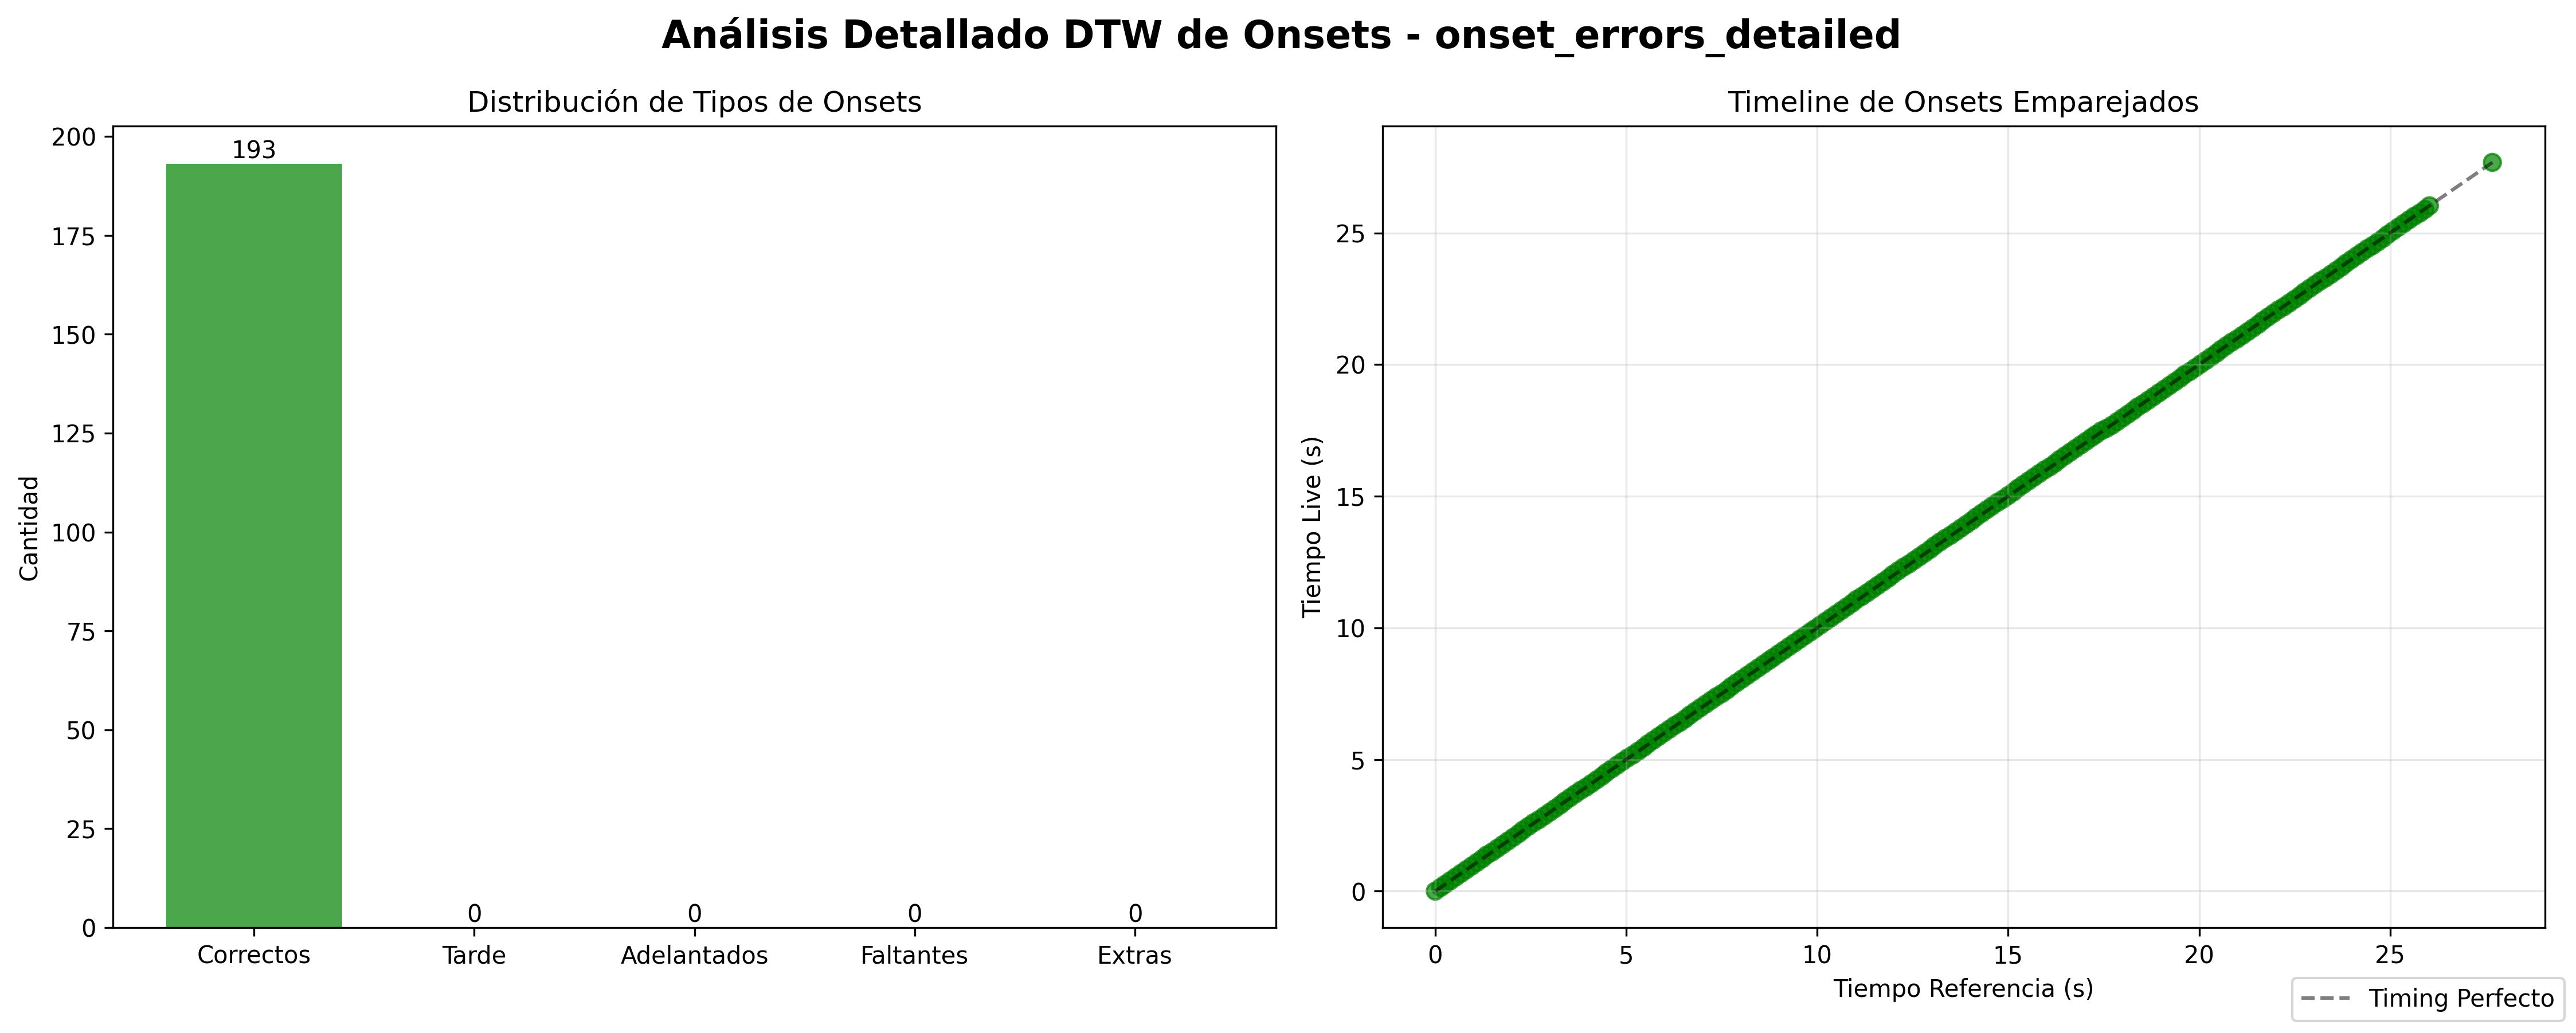 Análisis Detallado DTW de Onsets - onset_errors_detailed
Distribución de Tipos de Onsets
Cantidad
200
175
150
125
100
75
50
25
0
193
0
0
0
0
Correctos
Tarde
Adelantados
Faltantes
Extras
Timeline de Onsets Emparejados
Tiempo Live (s)
25
20
15
10
5
0
0
5
10
15
20
25
Tiempo Referencia (s)
Timing Perfecto